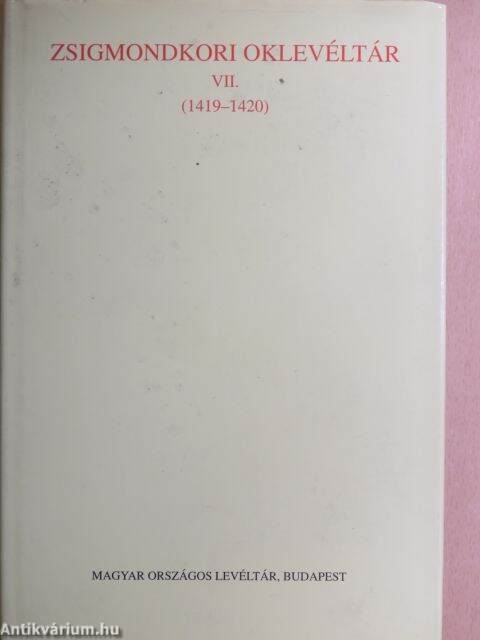 ZSIGMONDKORI OKLEVÉLTÁR
VII.
(1419–1420)
MAGYAR ORSZÁGOS LEVÉLTÁR, BUDAPEST
Antikvárium.hu